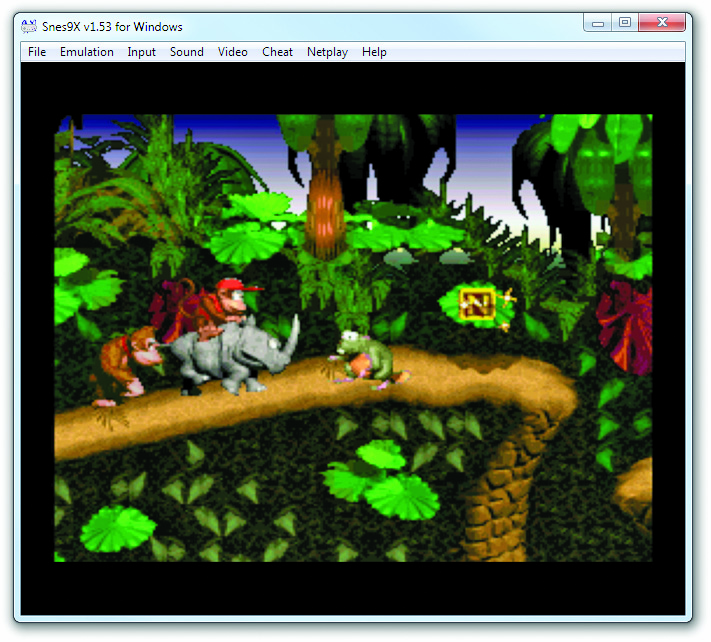 Snes9X v1.53 for Windows
File Emulation Input Sound Video Cheat Netplay Help
N